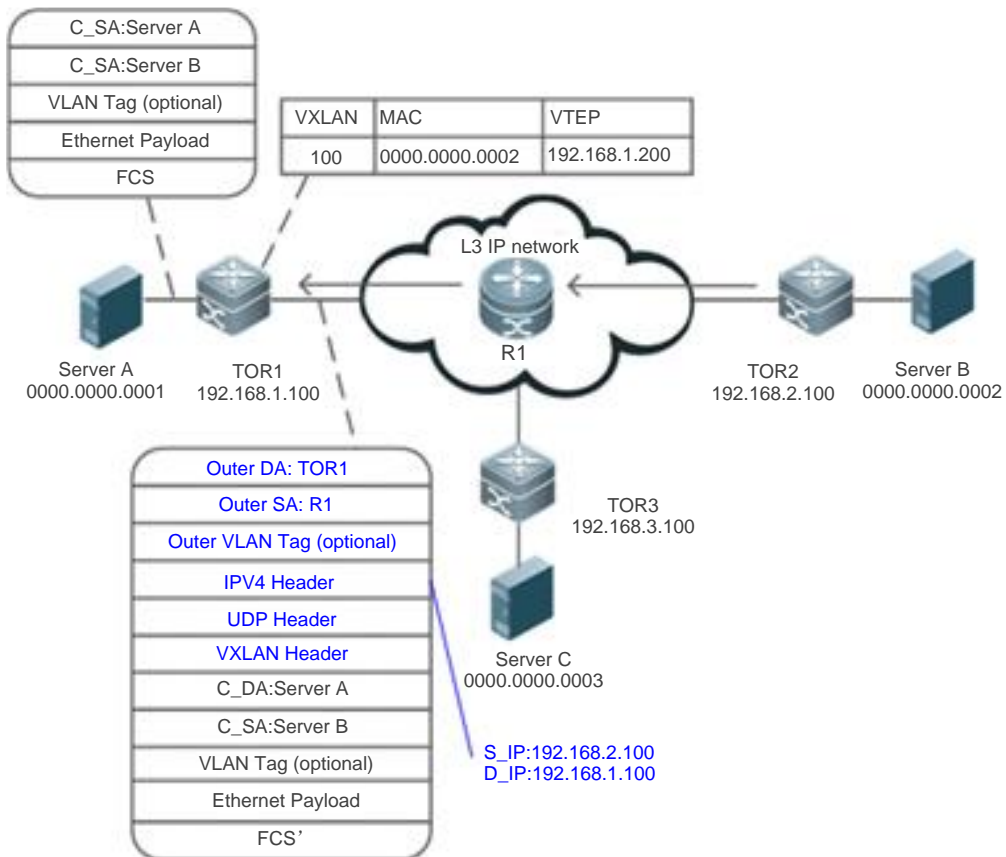 C_SA:Server A
C_SA:Server B
VLAN Tag (optional)
Ethernet Payload
FCS
VXLAN MAC VTEP
100 0000.0000.0002 192.168.1.200
L3 IP network
R1
Server A
0000.0000.0001
TOR1
192.168.1.100
TOR2
192.168.2.100
Server B
0000.0000.0002
Outer DA: TOR1
Outer SA: R1
Outer VLAN Tag (optional)
IPV4 Header
UDP Header
VXLAN Header
C_DA:Server A
C_SA:Server B
VLAN Tag (optional)
Ethernet Payload
FCS’
TOR3
192.168.3.100
Server C
0000.0000.0003
S_IP:192.168.2.100
D_IP:192.168.1.100